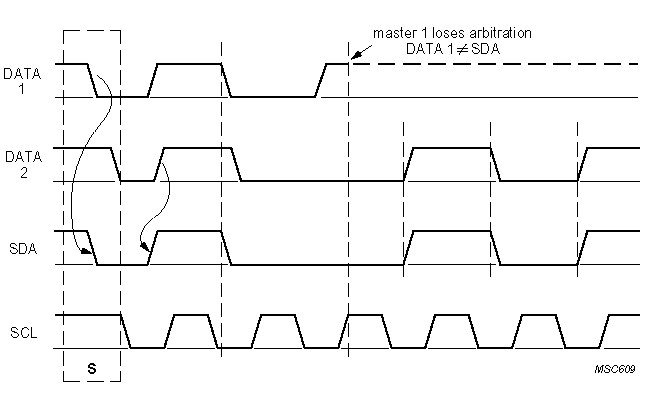 master 1 loses arbitration
DATA 1 ≠ SDA
DATA
1
DATA
2
SDA
SCL
S
MSC609